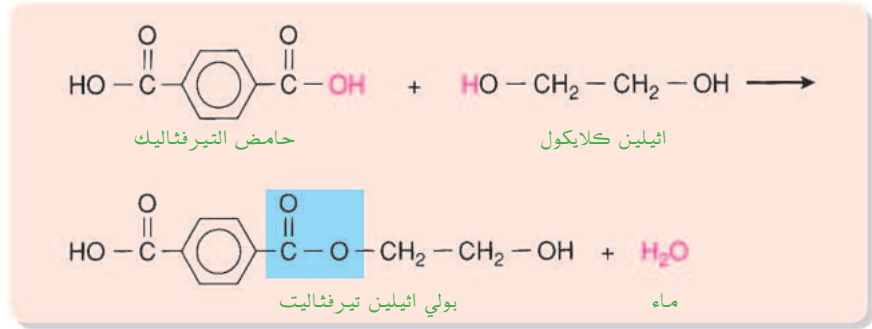 O O
HO – C – C – OH + HO – CH₂ – CH₂ – OH
حامض التيرفثاليك اثيلين كلايكول
O O
HO – C – C – O – CH₂ – CH₂ – OH + H₂O
بولي اثيلين تيرفثاليت ماء